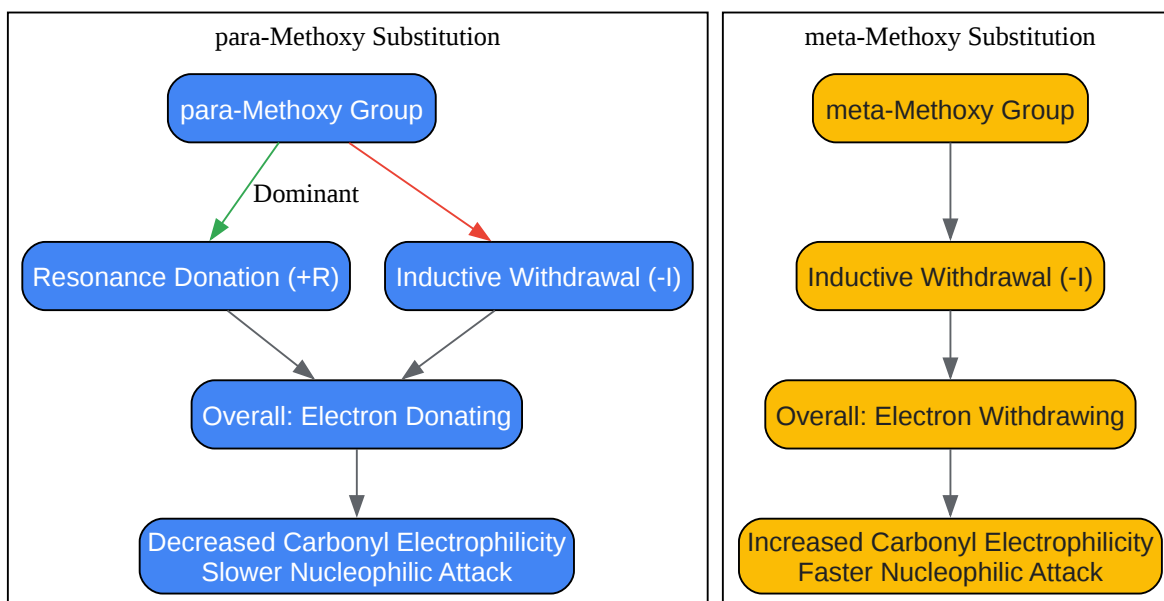 para-Methoxy Substitution
para-Methoxy Group
Dominant
Resonance Donation (+R)
Inductive Withdrawal (-I)
Overall: Electron Donating
Decreased Carbonyl Electrophilicity
Slower Nucleophilic Attack
meta-Methoxy Substitution
meta-Methoxy Group
Inductive Withdrawal (-I)
Overall: Electron Withdrawing
Increased Carbonyl Electrophilicity
Faster Nucleophilic Attack